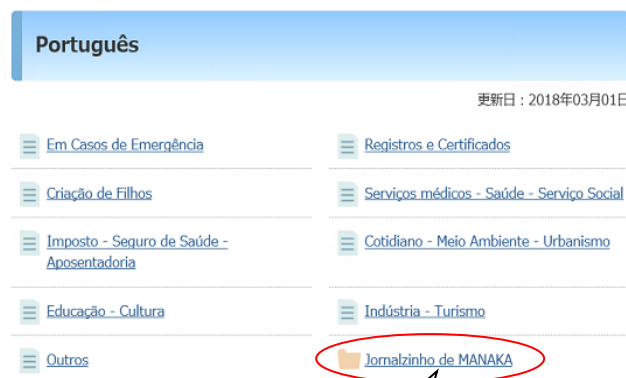 Português
更新日：2018年03月01日
Em Casos de Emergência
Registros e Certificados
Criação de Filhos
Serviços médicos - Saúde - Serviço Social
Imposto - Seguro de Saúde -
Aposentadoria
Cotidiano - Meio Ambiente - Urbanismo
Educação - Cultura
Indústria - Turismo
Outros
Jornalzinho de MANAKA